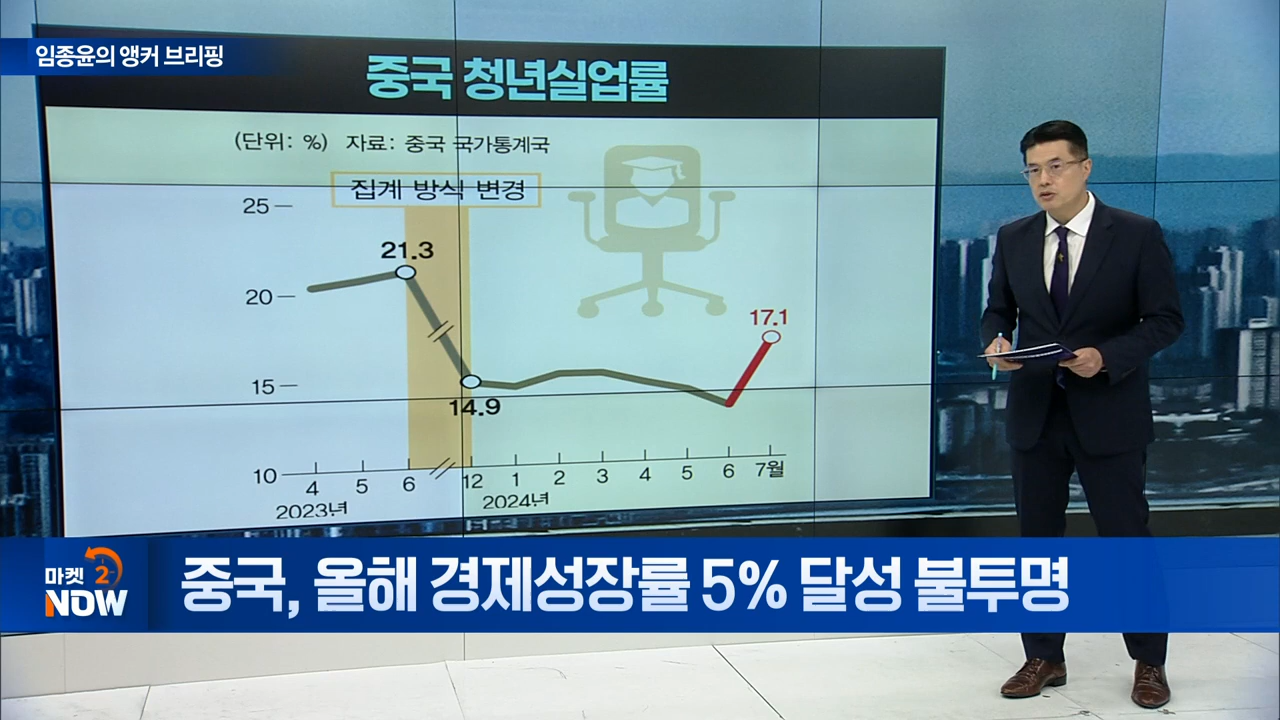 임종윤의 앵커 브리핑
중국 청년실업률
(단위: %) 자료: 중국 국가통계국
집계 방식 변경
25
21.3
20
17.1
15
14.9
10
4 5 6 12 1 2 3 4 5 6 7월
2023년 2024년
마켓 2
NOW
중국, 올해 경제성장률 5% 달성 불투명